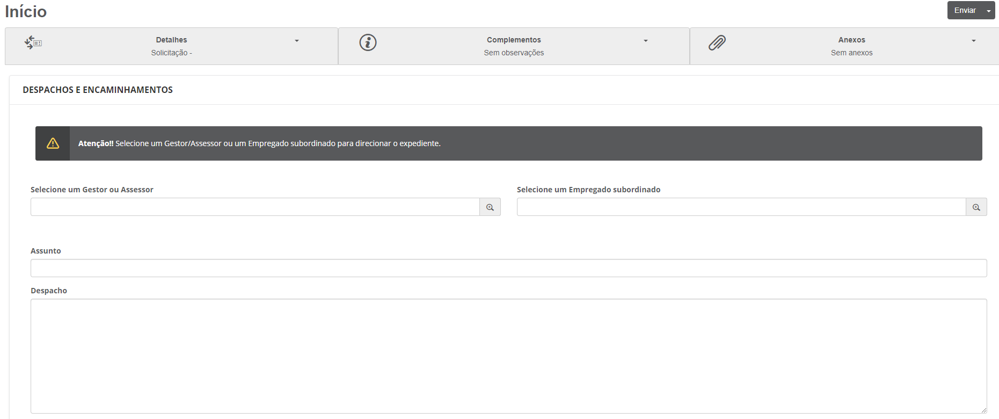 Início
Enviar
Detalhes
Solicitação -
Complementos
Sem observações
Anexos
Sem anexos
DESPACHOS E ENCAMINHAMENTOS
Atenção!! Selecione um Gestor/Assessor ou um Empregado subordinado para direcionar o expediente.
Selecione um Gestor ou Assessor
Selecione um Empregado subordinado
Assunto
Despacho